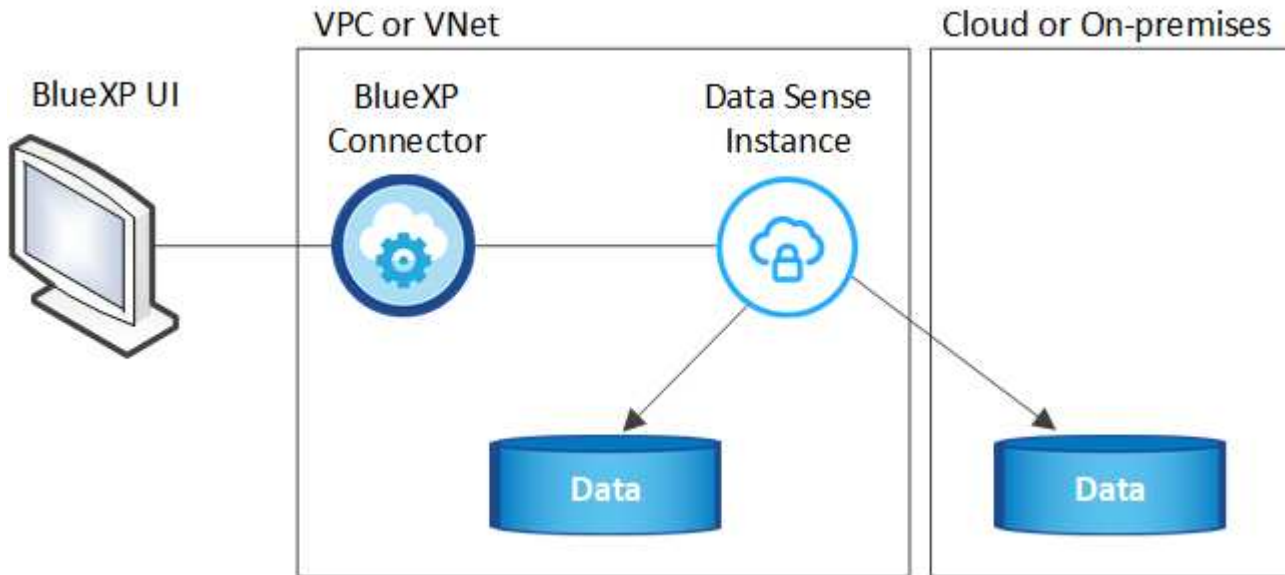 VPC or VNet
Cloud or On-premises
BlueXP UI
BlueXP
Connector
Data Sense
Instance
Data
Data